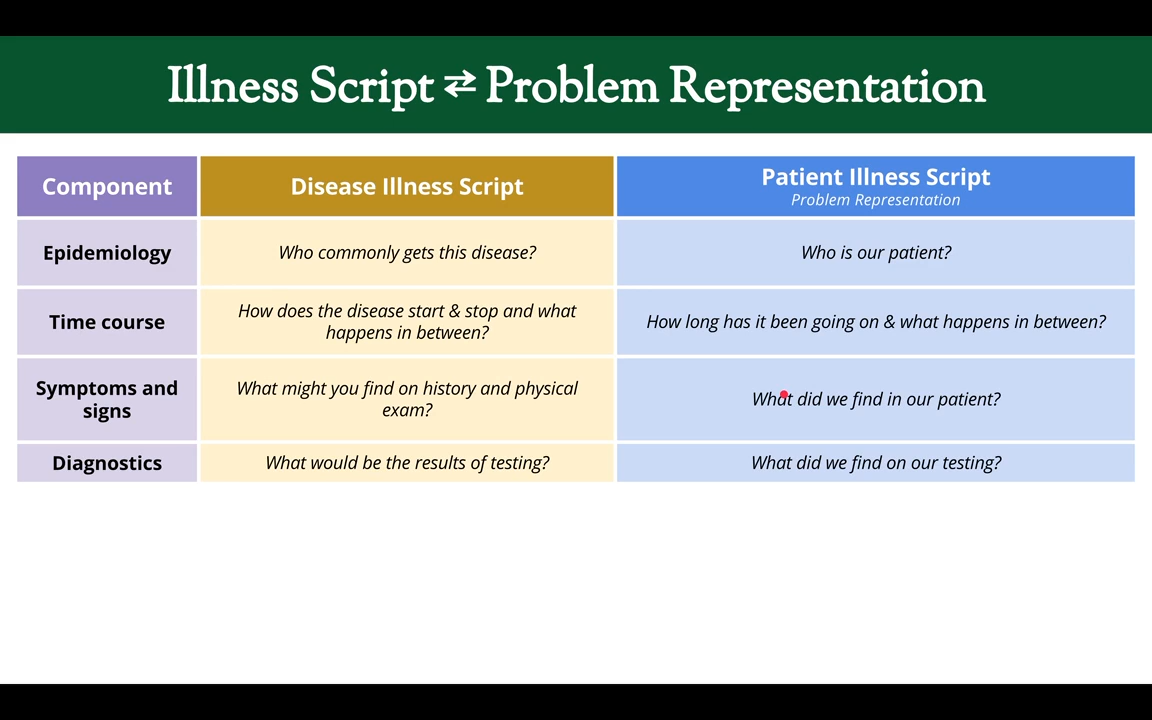 Illness Script ⇄ Problem Representation
Component
Disease Illness Script
Patient Illness Script
Problem Representation
Epidemiology
Who commonly gets this disease?
Who is our patient?
Time course
How does the disease start & stop and what
happens in between?
How long has it been going on & what happens in between?
Symptoms and
signs
What might you find on history and physical
exam?
What did we find in our patient?
Diagnostics
What would be the results of testing?
What did we find on our testing?